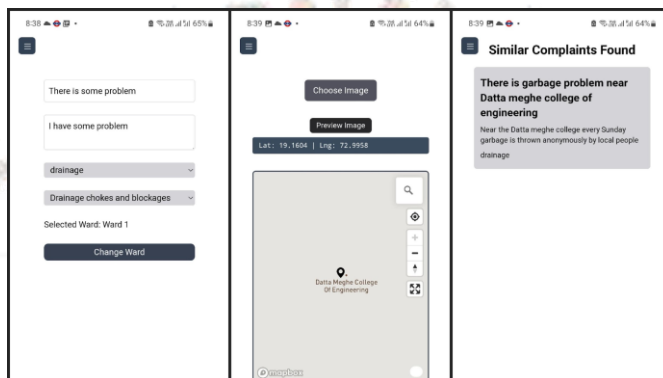 8:38
65%
There is some problem
I have some problem
drainage
Drainage chokes and blockages
Selected Ward: Ward 1
Change Ward
8:39
64%
Choose Image
Preview Image
Lat: 19.1604 | Lng: 72.9958
Datta Meghe College
Of Engineering
mapbox
8:39
64%
Similar Complaints Found
There is garbage problem near
Datta meghe college of
engineering
Near the Datta meghe college every Sunday
garbage is thrown anonymously by local people
drainage